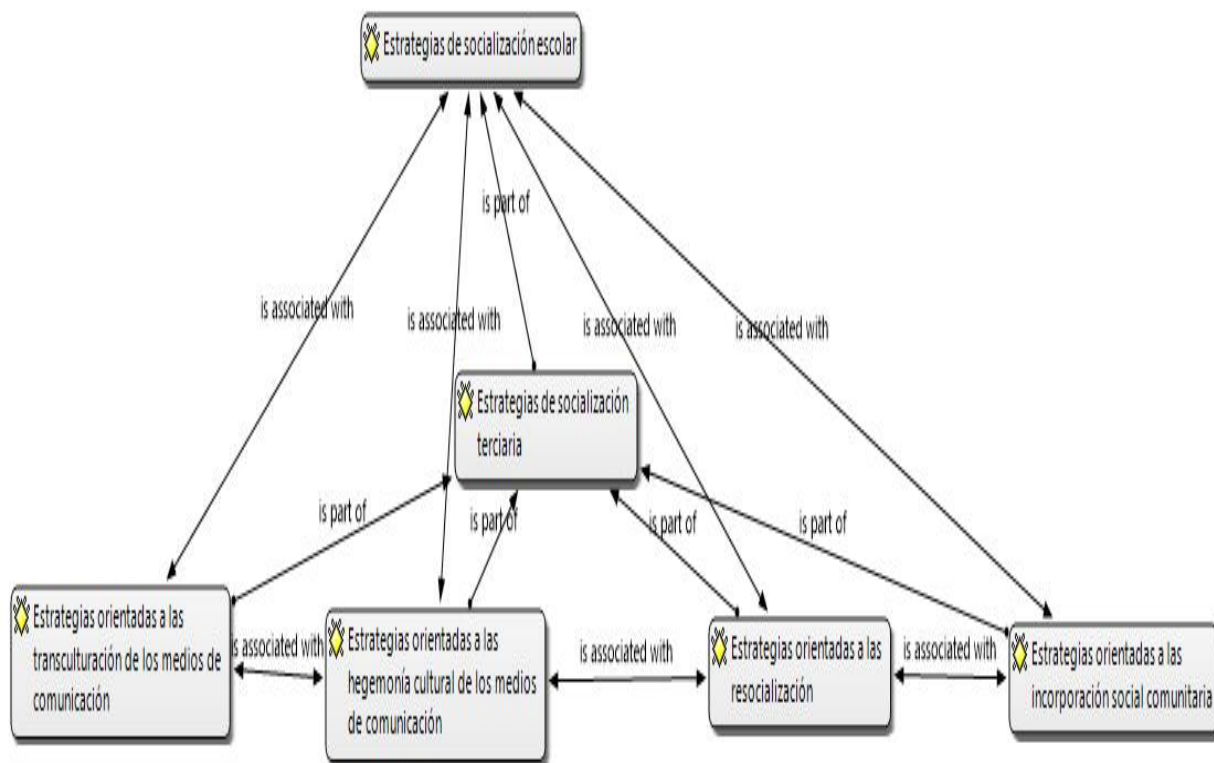 Estrategias de socialización escolar
is part of
is associated with
is associated with
is associated with
is associated with
Estrategias de socialización
terciaria
is part of
is part of
is part of
is part of
Estrategias orientadas a las
transculturación de los medios de
comunicación
is associated with
Estrategias orientadas a las
hegemonía cultural de los medios
de comunicación
is associated with
Estrategias orientadas a las
resocialización
is associated with
Estrategias orientadas a las
incorporación social comunitaria